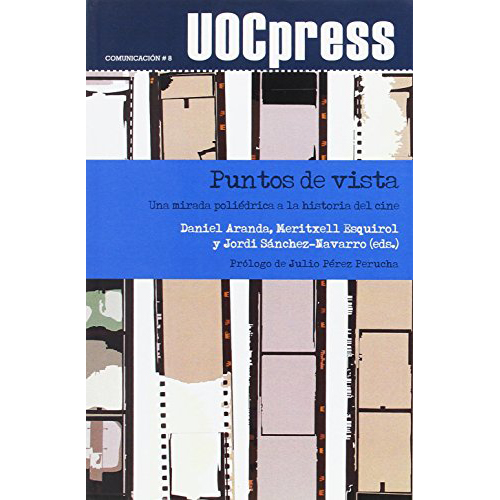 UOCpress
COMUNICACIÓN # 8
Puntos de vista
Una mirada poliédrica a la historia del cine
Daniel Aranda, Meritxell Esquirol
y Jordi Sánchez-Navarro (eds.)
Prólogo de Julio Pérez Perucha